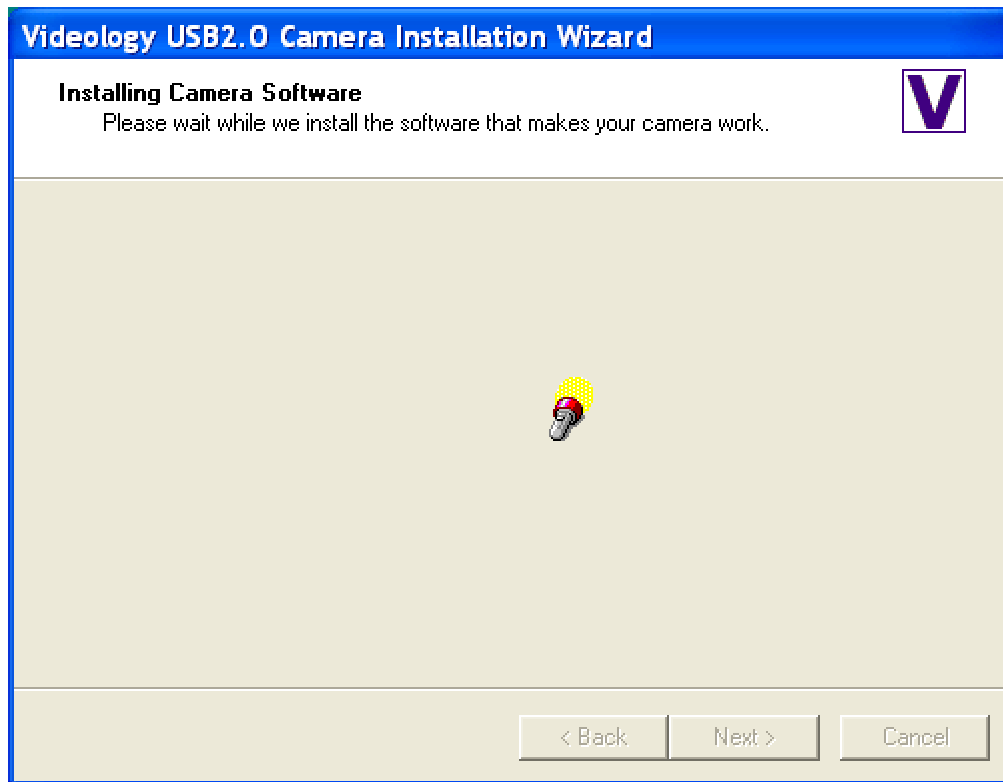 Videology USB2.0 Camera Installation Wizard
Installing Camera Software
Please wait while we install the software that makes your camera work.
V
< Back
Next >
Cancel